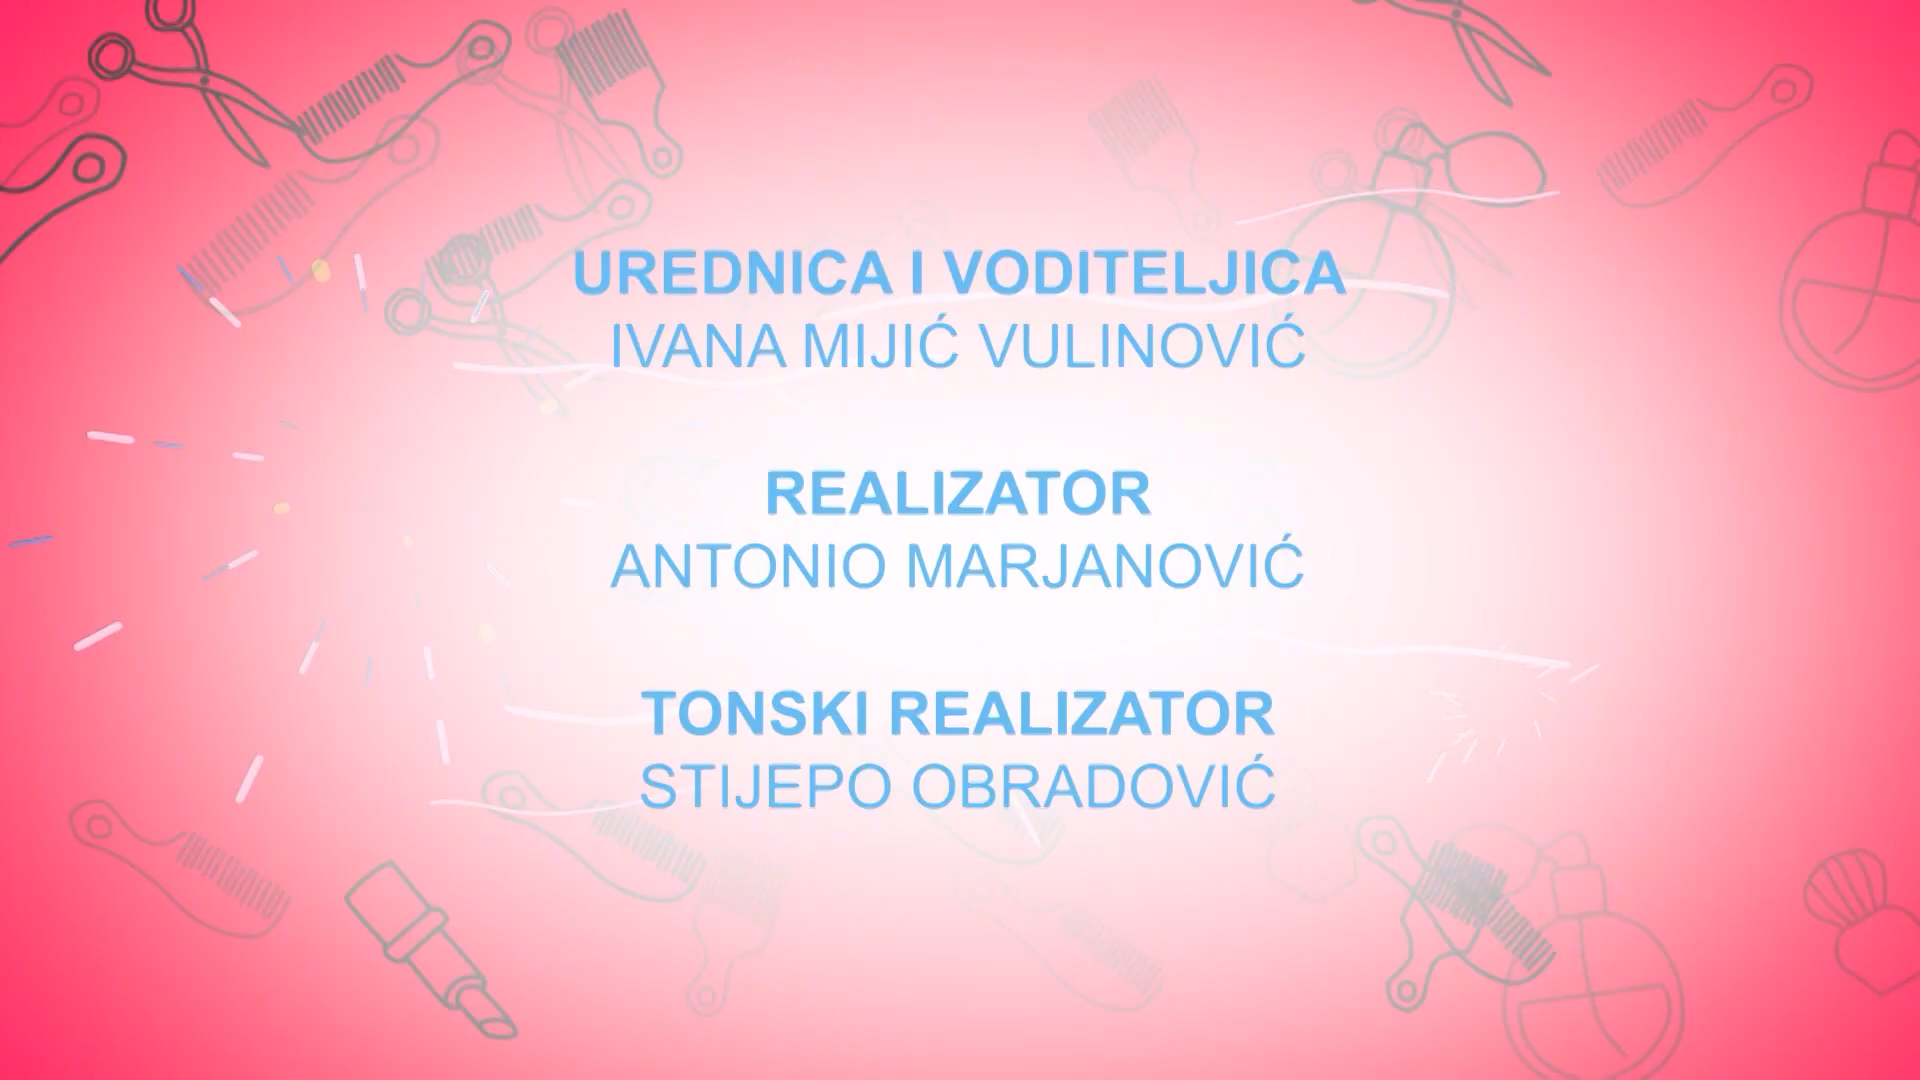 UREDNICA I VODITELJICA
IVANA MIJIĆ VULINOVIĆ
REALIZATOR
ANTONIO MARJANOVIĆ
TONSKI REALIZATOR
STIJEPO OBRADOVIĆ